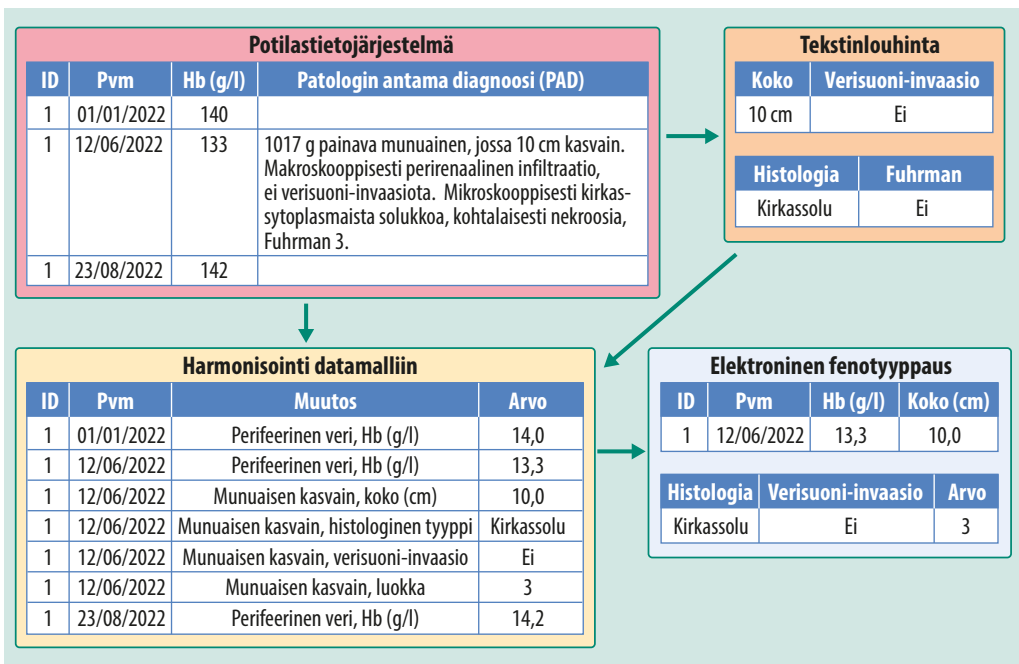 Potilastietojärjestelmä
ID Pvm Hb (g/l) Patologin antama diagnoosi (PAD)
1 01/01/2022 140
1 12/06/2022 133 1017 g painava munuainen, jossa 10 cm kasvain.
Makroskooppisesti perirenaalinen infiltraatio,
ei verisuoni-invaasiota. Mikroskooppisesti kirkas-
sytoplasmaista solukkoa, kohtalaisesti nekroosia,
Fuhrman 3.
1 23/08/2022 142
Tekstinlouhinta
Koko Verisuoni-invaasio
10 cm Ei
Histologia Fuhrman
Kirkassolu Ei
Harmonisointi datamalliin
ID Pvm Muutos Arvo
1 01/01/2022 Perifeerinen veri, Hb (g/l) 14,0
1 12/06/2022 Perifeerinen veri, Hb (g/l) 13,3
1 12/06/2022 Munuaisen kasvain, koko (cm) 10,0
1 12/06/2022 Munuaisen kasvain, histologinen tyyppi Kirkassolu
1 12/06/2022 Munuaisen kasvain, verisuoni-invaasio Ei
1 12/06/2022 Munuaisen kasvain, luokka 3
1 23/08/2022 Perifeerinen veri, Hb (g/l) 14,2
Elektroninen fenotyyppaus
ID Pvm Hb (g/l) Koko (cm)
1 12/06/2022 13,3 10,0
Histologia Verisuoni-invaasio Arvo
Kirkassolu Ei 3